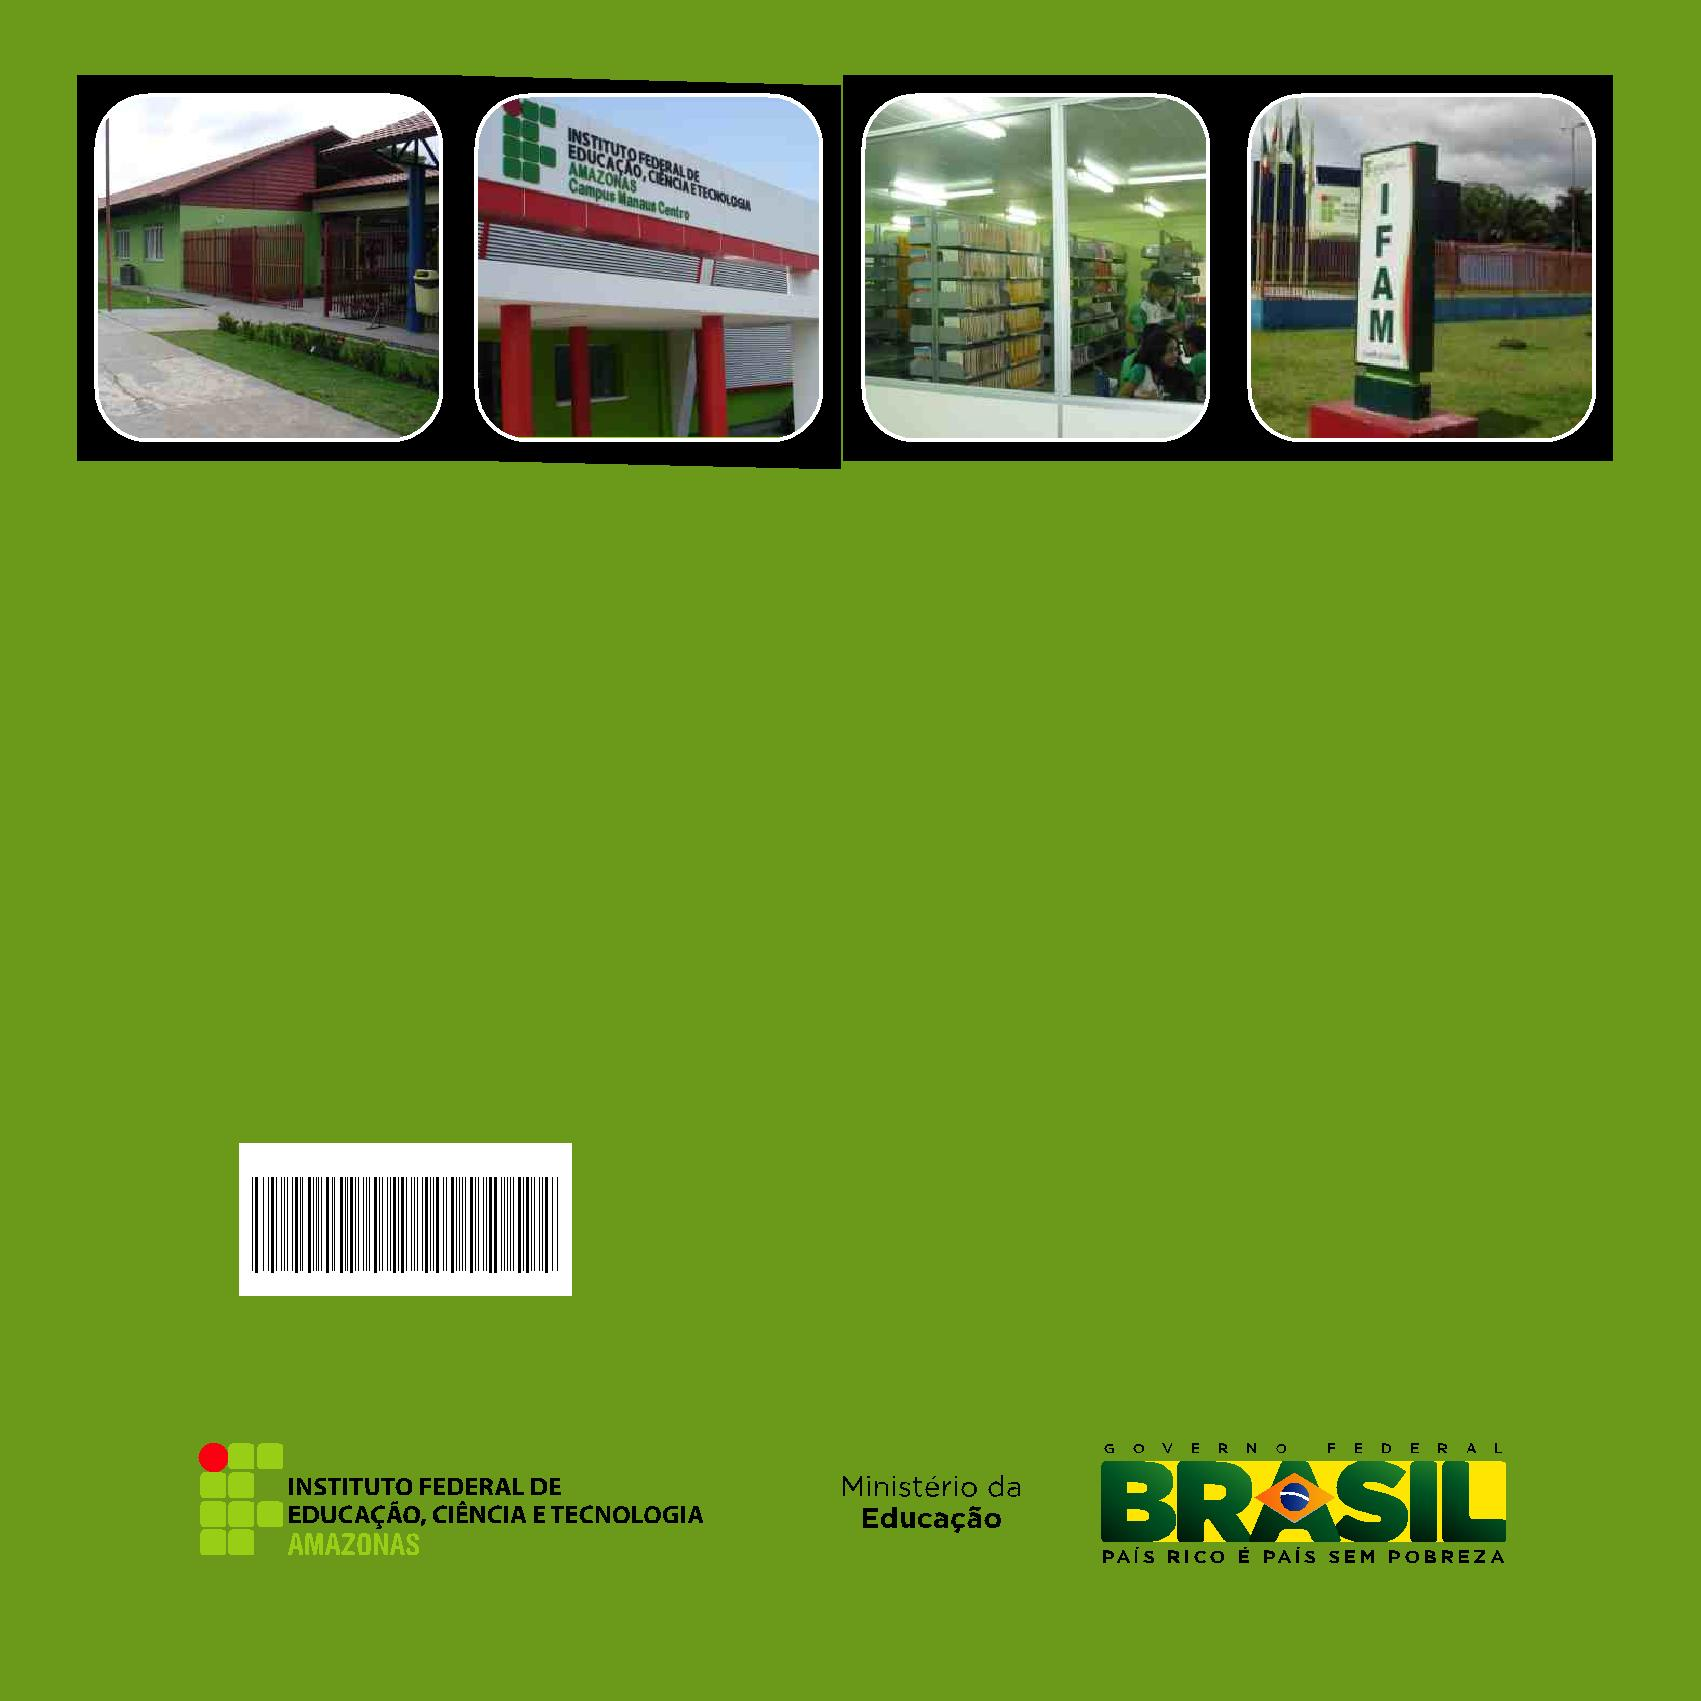 INSTITUTO FEDERAL DE
EDUCAÇÃO, CIÊNCIA E TECNOLOGIA
AMAZONAS
Campus Manaus Centro
I
F
A
M
INSTITUTO FEDERAL DE
EDUCAÇÃO, CIÊNCIA E TECNOLOGIA
AMAZONAS
Ministério da
Educação
GOVERNO FEDERAL
BRASIL
PAÍS RICO É PAÍS SEM POBREZA